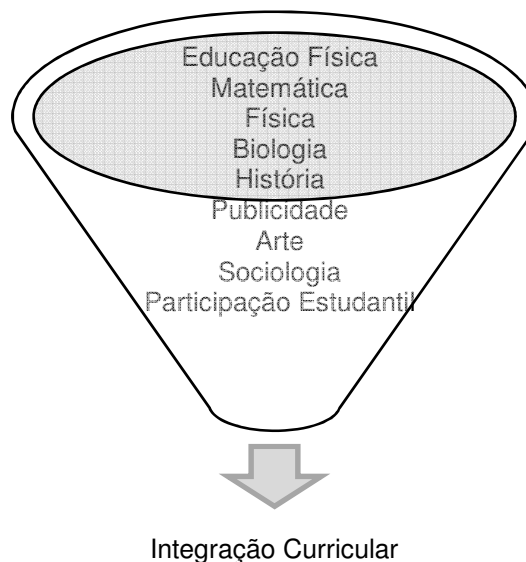 Educação Física
Matemática
Física
Biologia
História
Publicidade
Arte
Sociologia
Participação Estudantil
Integração Curricular